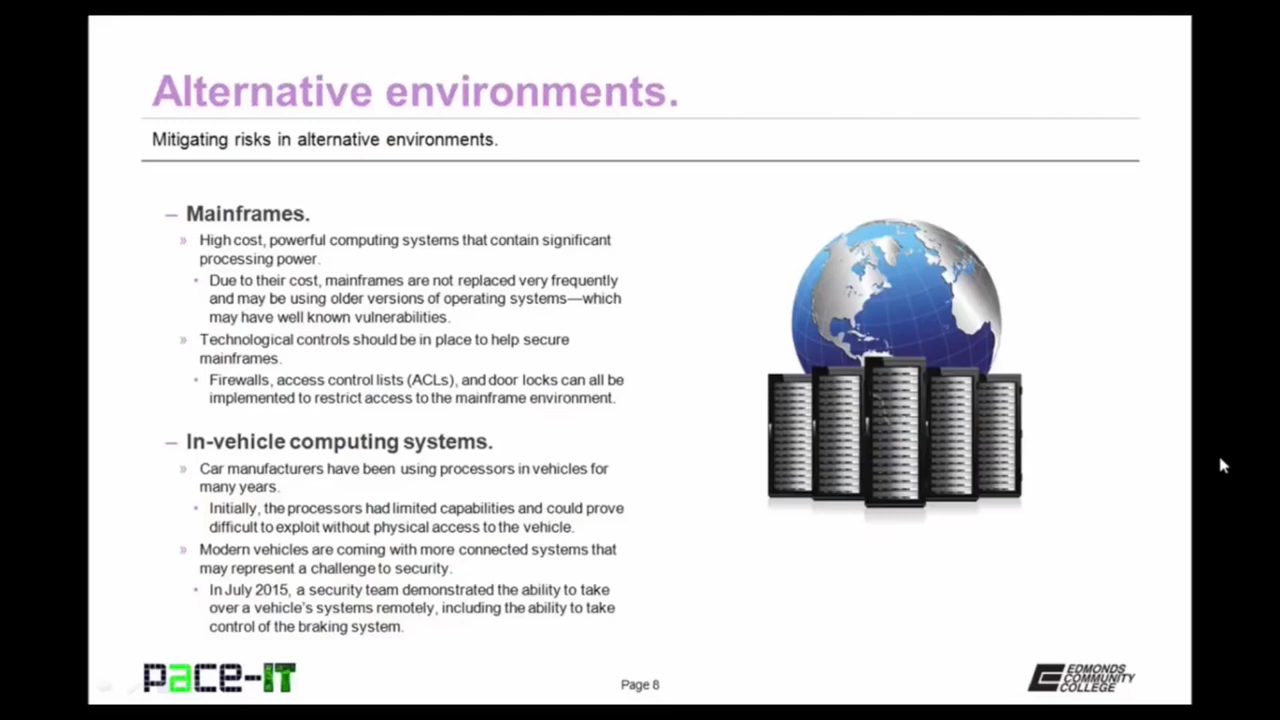 Alternative environments.
Mitigating risks in alternative environments.
– Mainframes.
» High cost, powerful computing systems that contain significant
processing power.
• Due to their cost, mainframes are not replaced very frequently
and may be using older versions of operating systems—which
may have well known vulnerabilities.
» Technological controls should be in place to help secure
mainframes.
• Firewalls, access control lists (ACLs), and door locks can all be
implemented to restrict access to the mainframe environment.
– In-vehicle computing systems.
» Car manufacturers have been using processors in vehicles for
many years.
• Initially, the processors had limited capabilities and could prove
difficult to exploit without physical access to the vehicle.
» Modern vehicles are coming with more connected systems that
may represent a challenge to security.
• In July 2015, a security team demonstrated the ability to take
over a vehicle's systems remotely, including the ability to take
control of the braking system.
pace-IT
Page 8
EDMONDS
COMMUNITY
COLLEGE